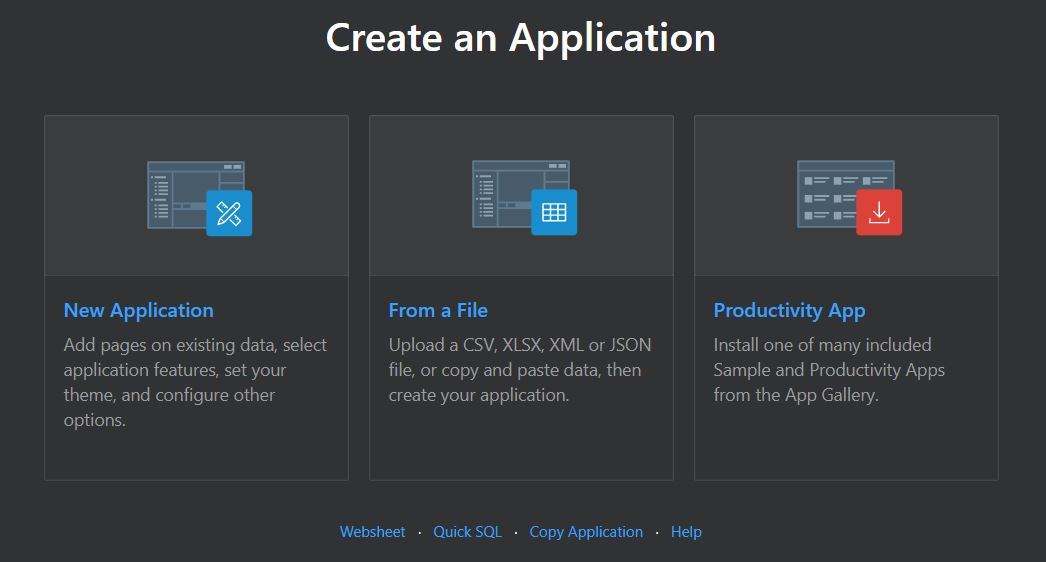 Create an Application
New Application
Add pages on existing data, select
application features, set your
theme, and configure other
options.
From a File
Upload a CSV, XLSX, XML or JSON
file, or copy and paste data, then
create your application.
Productivity App
Install one of many included
Sample and Productivity Apps
from the App Gallery.
Websheet · Quick SQL · Copy Application · Help